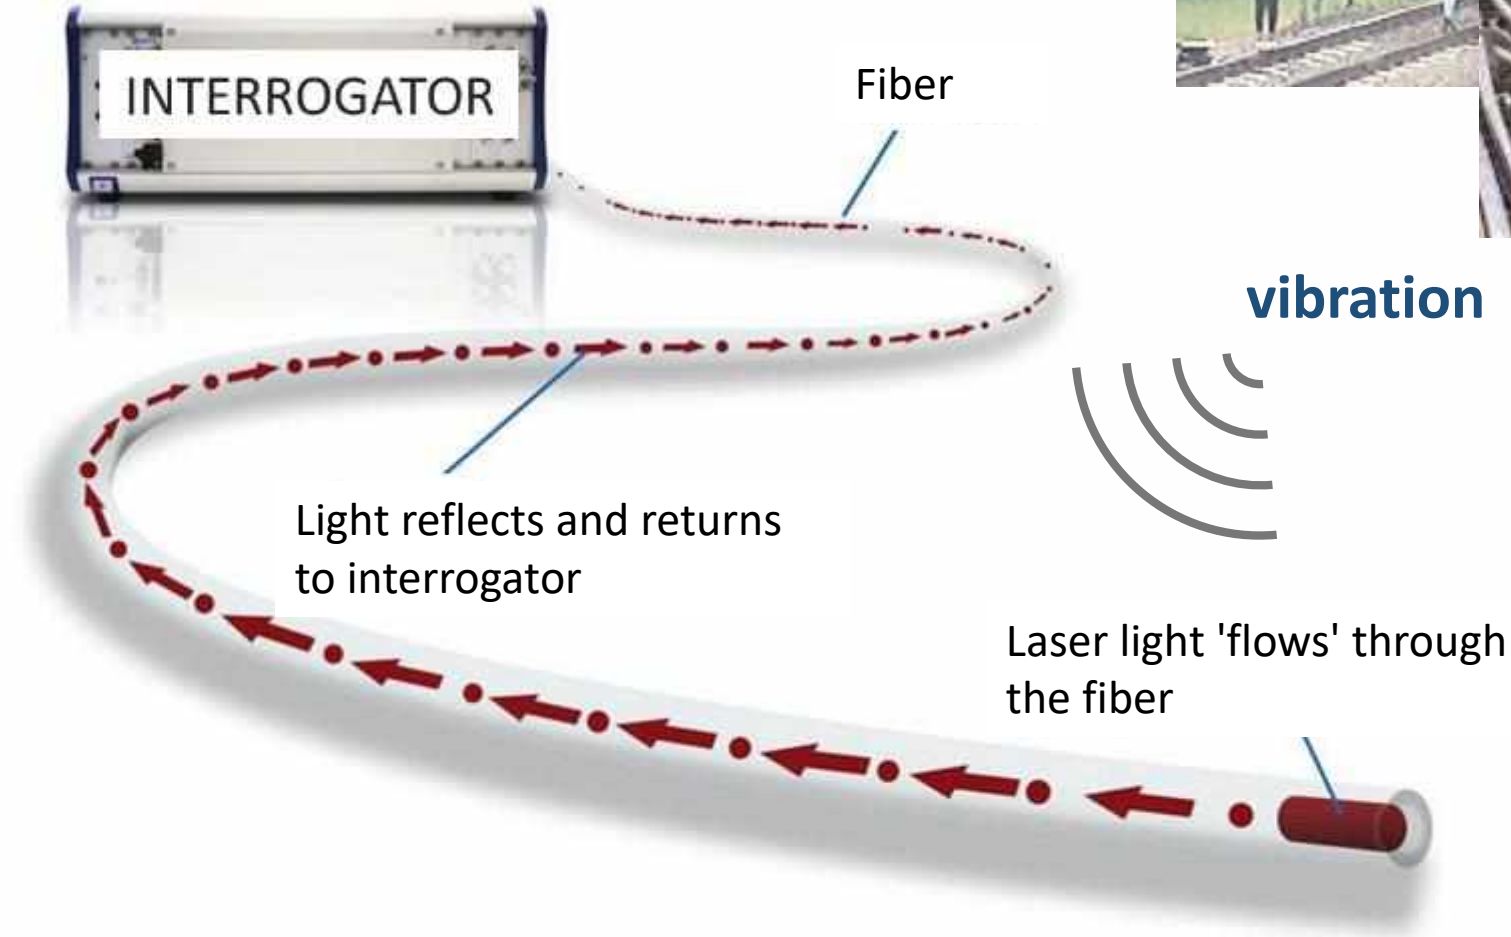 INTERROGATOR
Fiber
vibration
Light reflects and returns
to interrogator
Laser light 'flows' through
the fiber